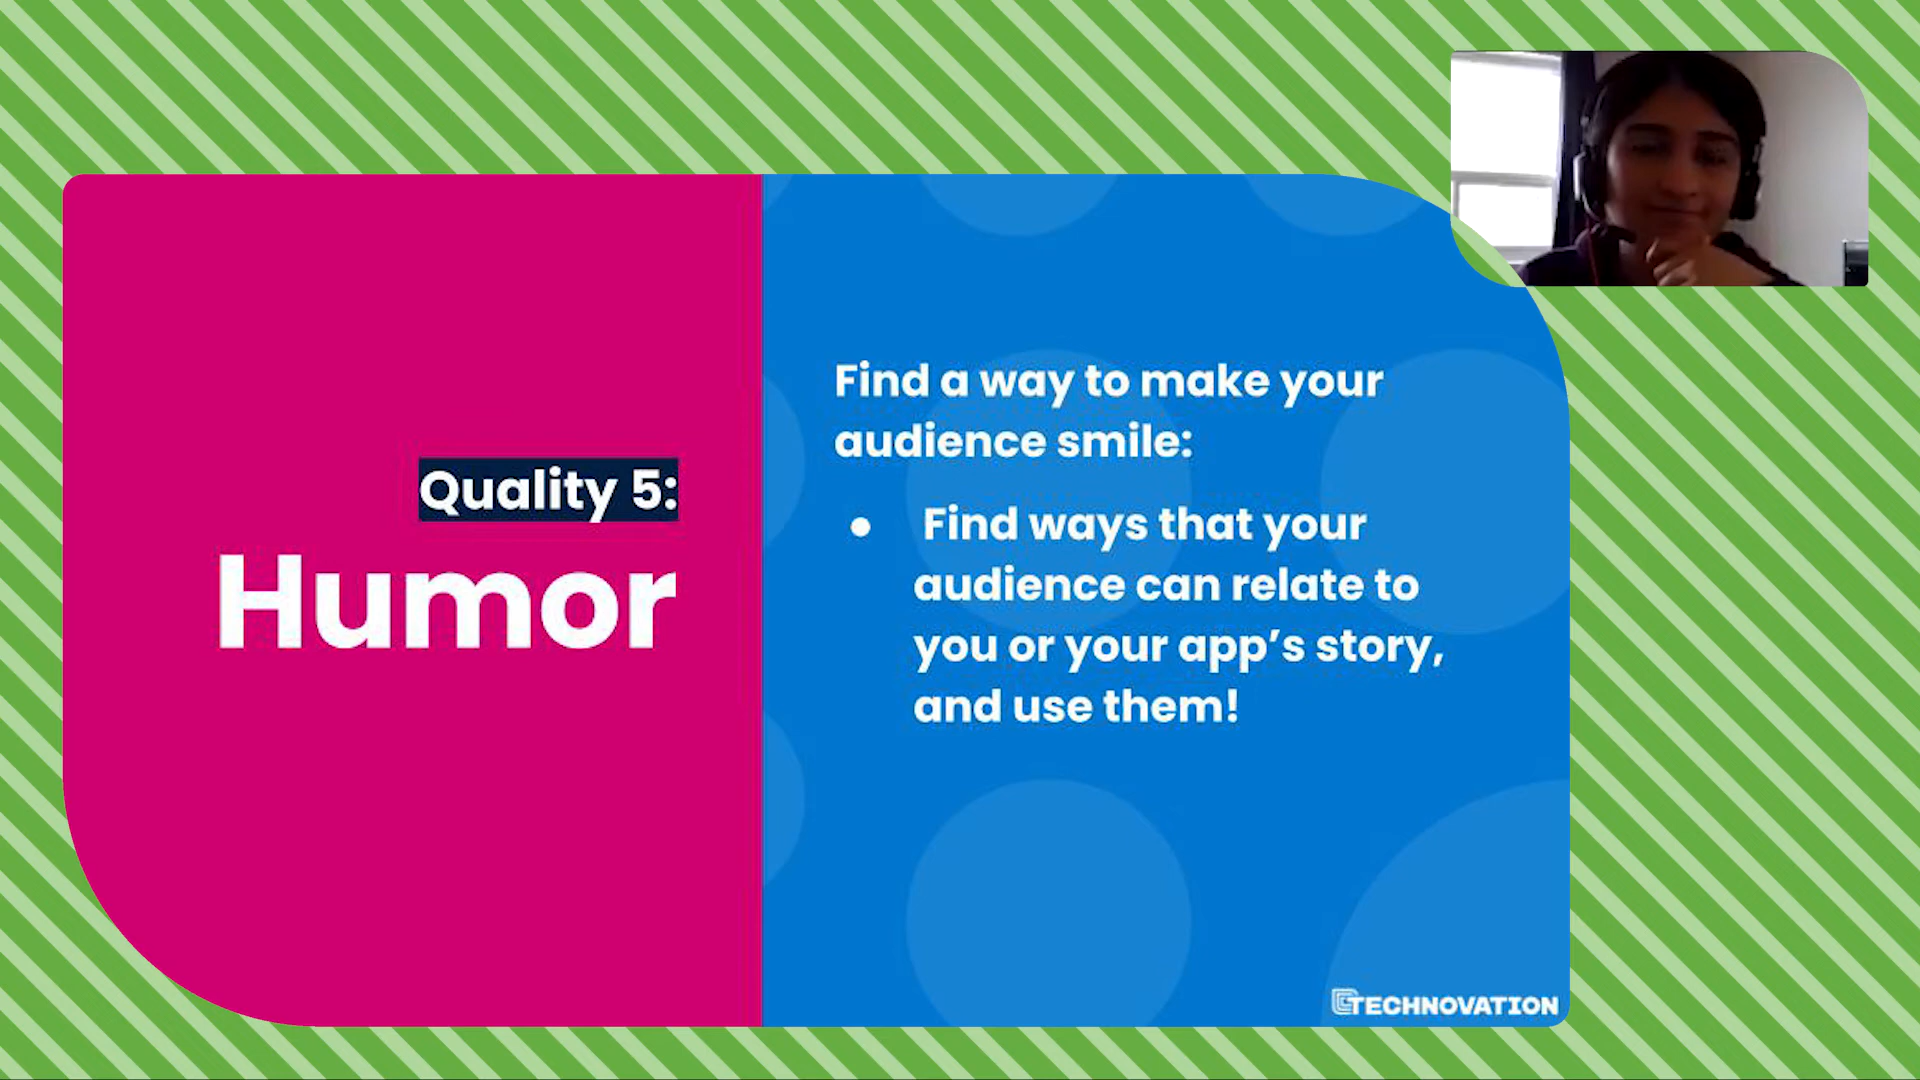 Quality 5:
Humor
Find a way to make your
audience smile:
● Find ways that your
audience can relate to
you or your app’s story,
and use them!
TECHNOVATION